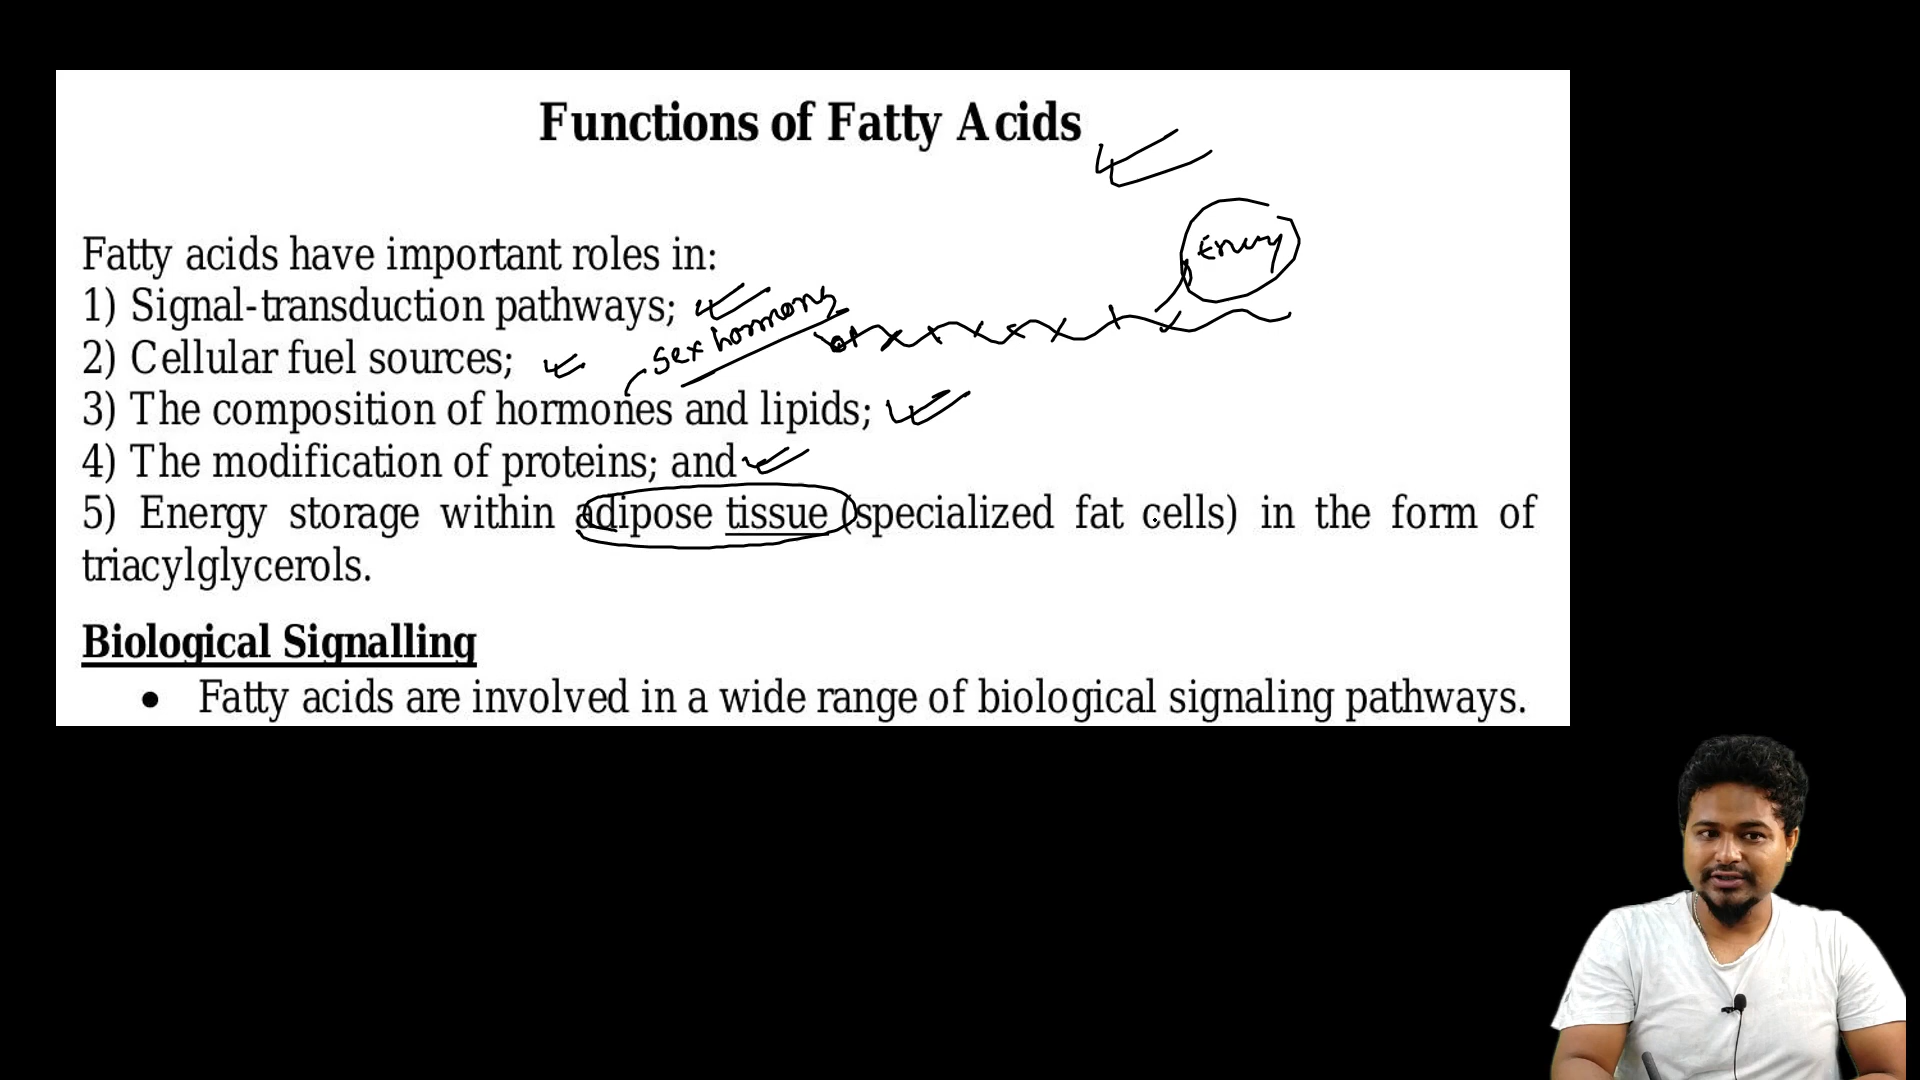 Functions of Fatty Acids
Energy
Fatty acids have important roles in:
1) Signal-transduction pathways;
sex hormons
2) Cellular fuel sources;
3) The composition of hormones and lipids;
4) The modification of proteins; and
5) Energy storage within adipose tissue (specialized fat cells) in the form of
triacylglycerols.
Biological Signalling
• Fatty acids are involved in a wide range of biological signaling pathways.